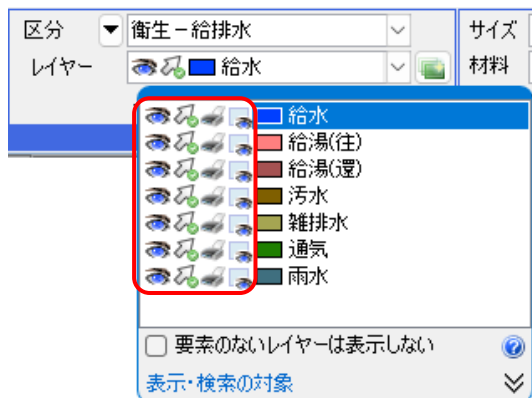 区分 衛生－給排水 サイズ
レイヤー 給水 材料
給水
給湯(往)
給湯(還)
汚水
雑排水
通気
雨水
要素のないレイヤーは表示しない
表示・検索の対象